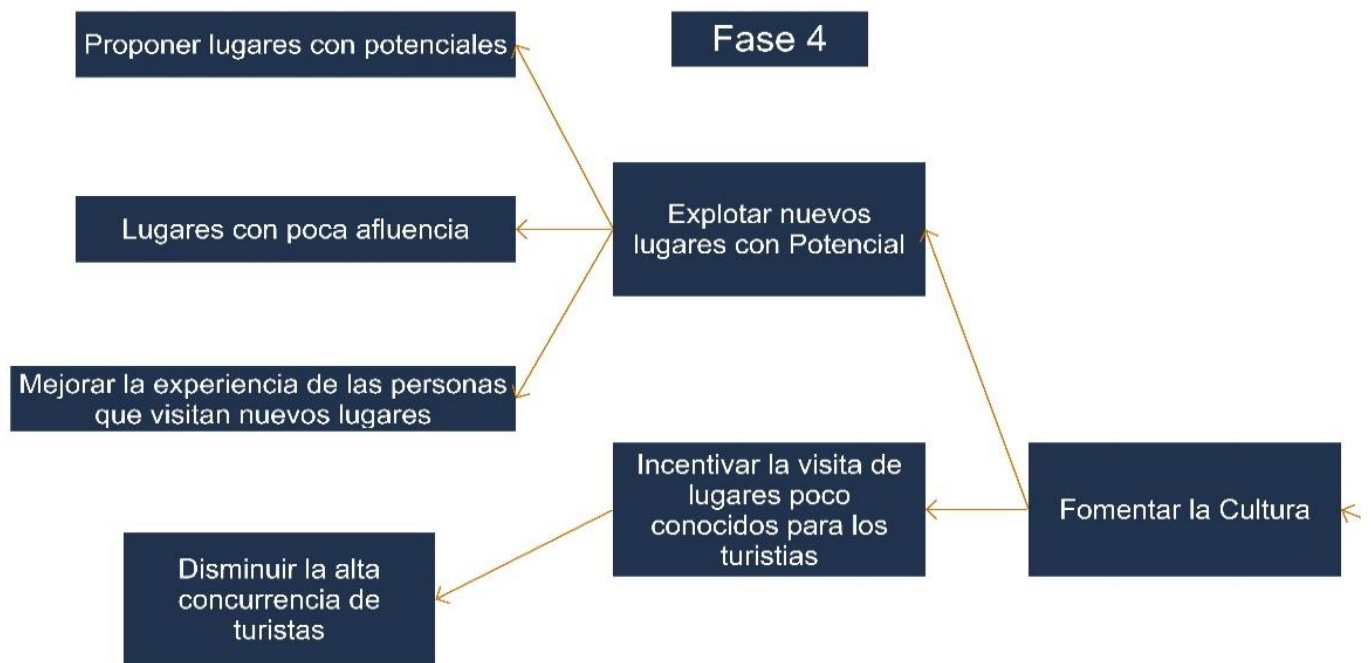 Proponer lugares con potenciales
Fase 4
Lugares con poca afluencia
Explotar nuevos
lugares con Potencial
Mejorar la experiencia de las personas
que visitan nuevos lugares
Incentivar la visita de
lugares poco
conocidos para los
turistias
Fomentar la Cultura
Disminuir la alta
concurrencia de
turistas